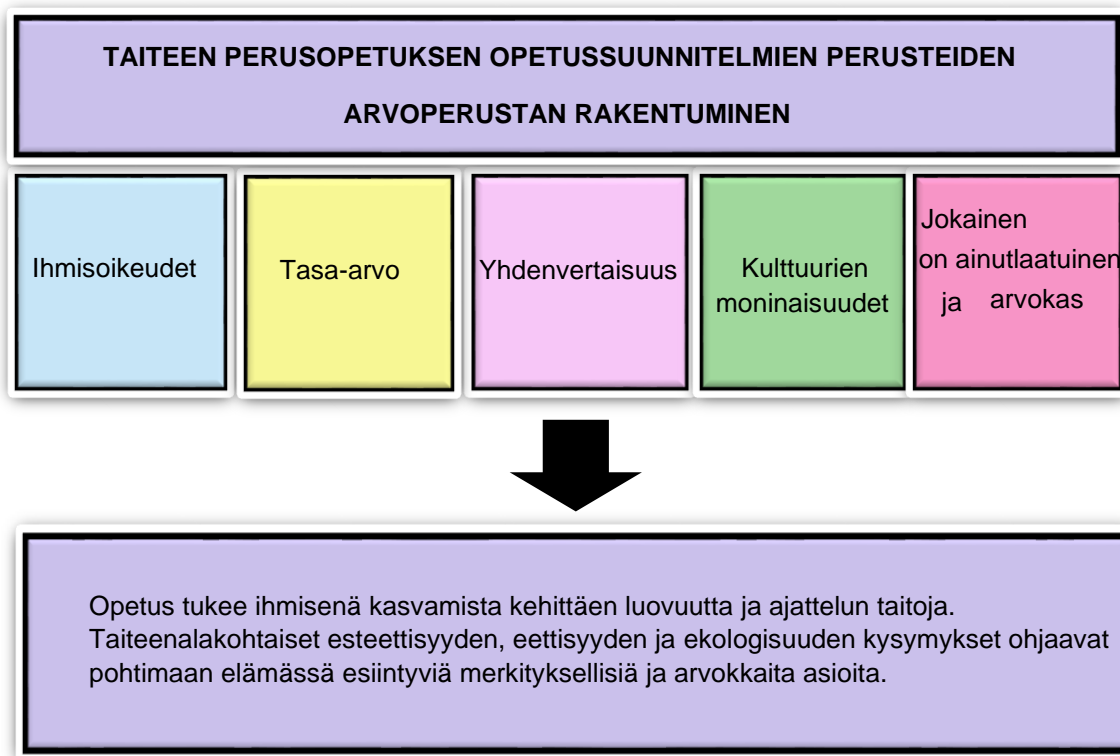 TAITEEN PERUSOPETUKSEN OPETUSSUUNNITELMIEN PERUSTEIDEN
ARVOPERUSTAN RAKENTUMINEN
Ihmisoikeudet
Tasa-arvo
Yhdenvertaisuus
Kulttuurien
moninaisuudet
Jokainen
on ainutlaatuinen
ja arvokas
Opetus tukee ihmisenä kasvamista kehittäen luovuutta ja ajattelun taitoja.
Taiteenalakohtaiset esteettisyyden, eettisyyden ja ekologisuuden kysymykset ohjaavat
pohtimaan elämässä esiintyviä merkityksellisiä ja arvokkaita asioita.